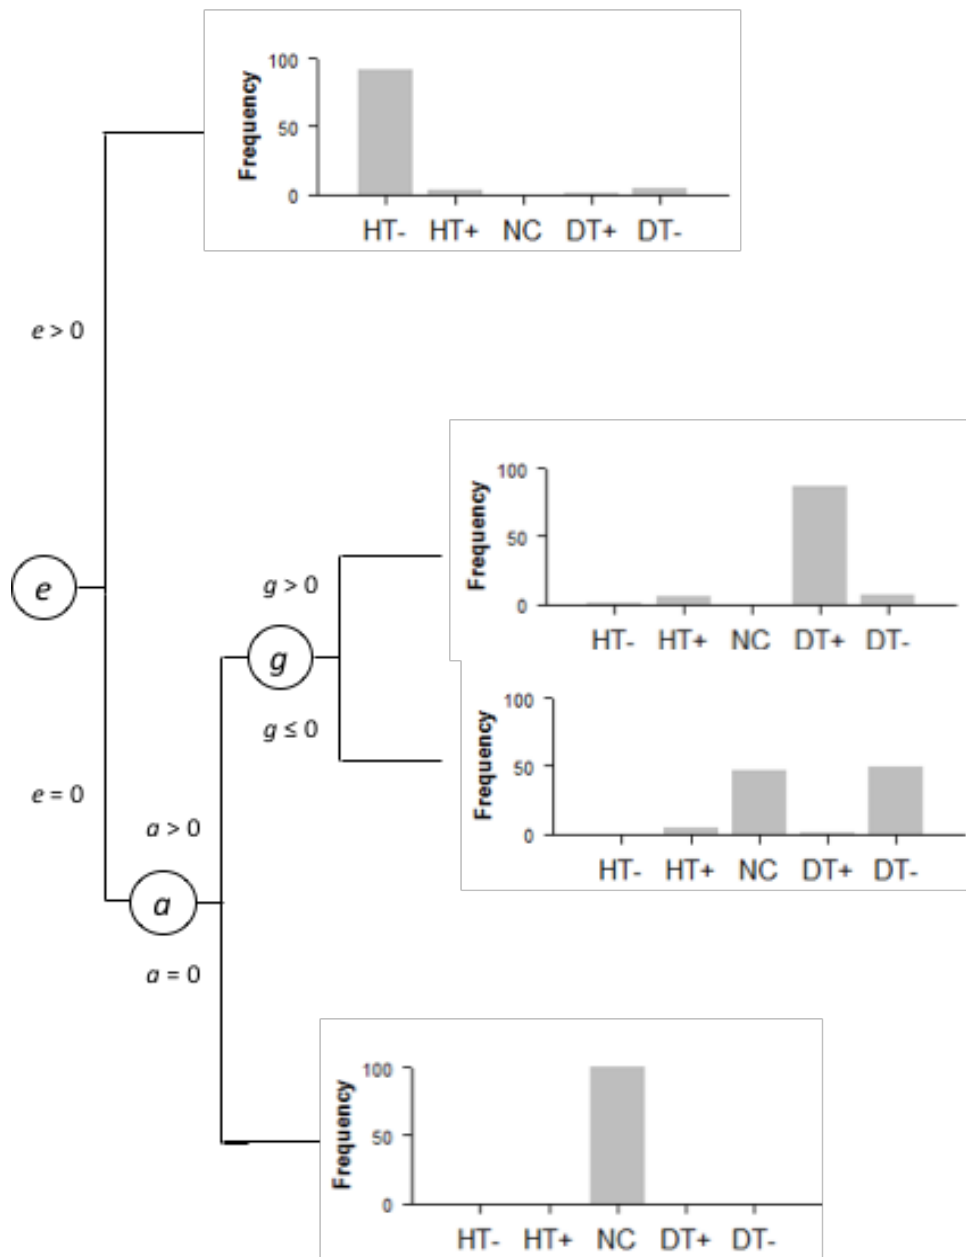 100
50
0
Frequency
HT- HT+ NC DT+ DT-
e > 0
100
50
0
Frequency
HT- HT+ NC DT+ DT-
e
g > 0
g
g ≤ 0
100
50
0
Frequency
HT- HT+ NC DT+ DT-
e = 0
a > 0
a
a = 0
100
50
0
Frequency
HT- HT+ NC DT+ DT-